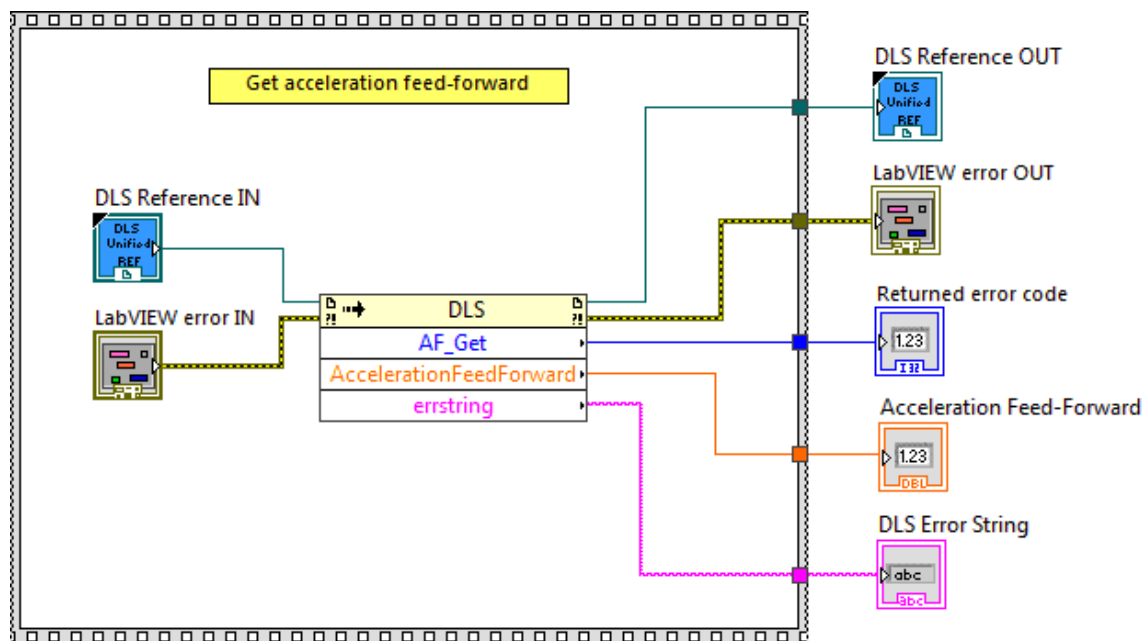 Get acceleration feed-forward
DLS Reference OUT
DLS
Unified
REF
LabVIEW error OUT
DLS Reference IN
DLS
Unified
REF
LabVIEW error IN
?!
DLS
?!
AF_Get
AccelerationFeedForward
errstring
Returned error code
1.23
I32
Acceleration Feed-Forward
1.23
DBL
DLS Error String
abc
abc